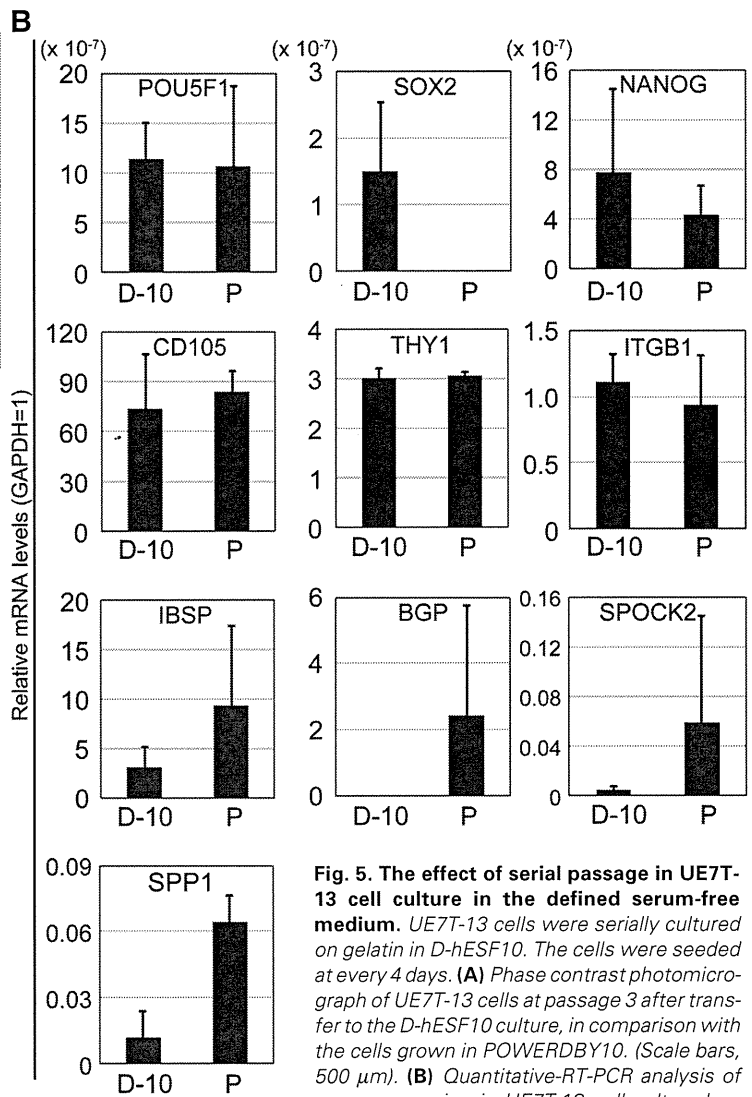 B
(x 10-7)
(x 10-7)
(x 10-7)
20
15
10
5
0
POU5F1
D-10 P
3
2
1
0
SOX2
D-10 P
16
12
8
4
0
NANOG
D-10 P
Relative mRNA levels (GAPDH=1)
120
90
60
30
0
CD105
D-10 P
4
3
2
1
0
THY1
D-10 P
1.5
1.0
0.5
0
ITGB1
D-10 P
20
15
10
5
0
IBSP
D-10 P
6
4
2
0
BGP
D-10 P
0.16
0.12
0.08
0.04
0
SPOCK2
D-10 P
0.09
0.06
0.03
0
SPP1
D-10 P
Fig. 5. The effect of serial passage in UE7T-
13 cell culture in the defined serum-free
medium. UE7T-13 cells were serially cultured
on gelatin in D-hESF10. The cells were seeded
at every 4 days. (A) Phase contrast photomicro-
graph of UE7T-13 cells at passage 3 after trans-
fer to the D-hESF10 culture, in comparison with
the cells grown in POWERDBY10. (Scale bars,
500 μm). (B) Quantitative-RT-PCR analysis of